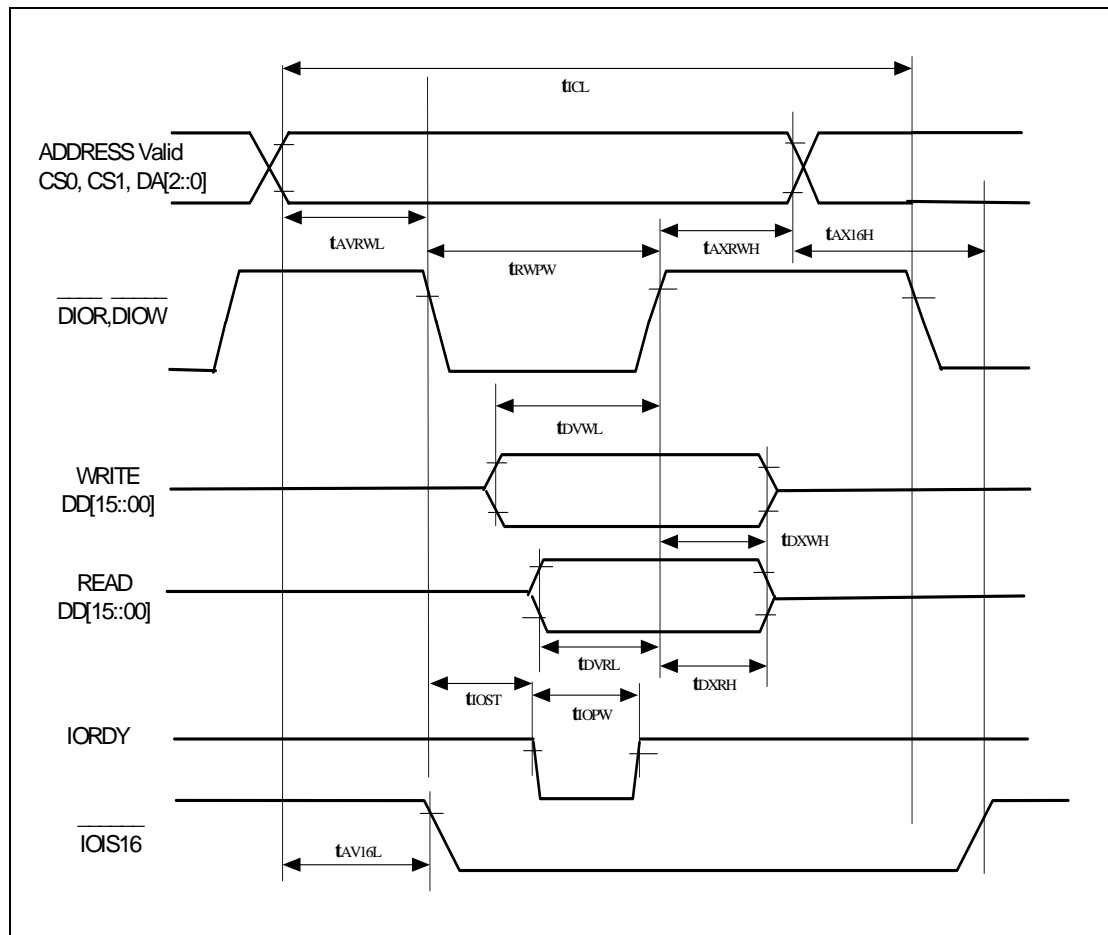 tICL
ADDRESS Valid
CS0, CS1, DA[2::0]
tAVRWL
tRWPW
tAXRWH
tAX16H
DIOR,DIOW
tDVWL
WRITE
DD[15::00]
tDXWH
READ
DD[15::00]
tDVRL
tDXRH
tIOST
tIOPW
IORDY
IOIS16
tAV16L